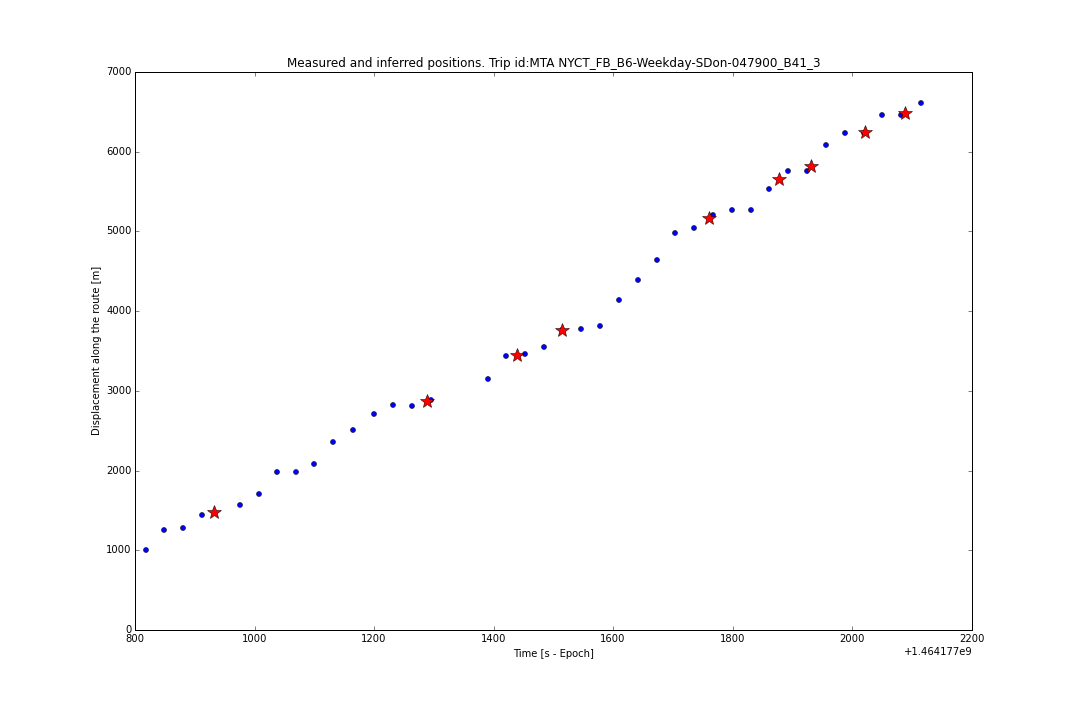 Measured and inferred positions. Trip id:MTA NYCT_FB_B6-Weekday-SDon-047900_B41_3
7000
6000
5000
4000
3000
2000
1000
0
Displacement along the route [m]
800 1000 1200 1400 1600 1800 2000 2200
Time [s - Epoch]
+1.464177e9